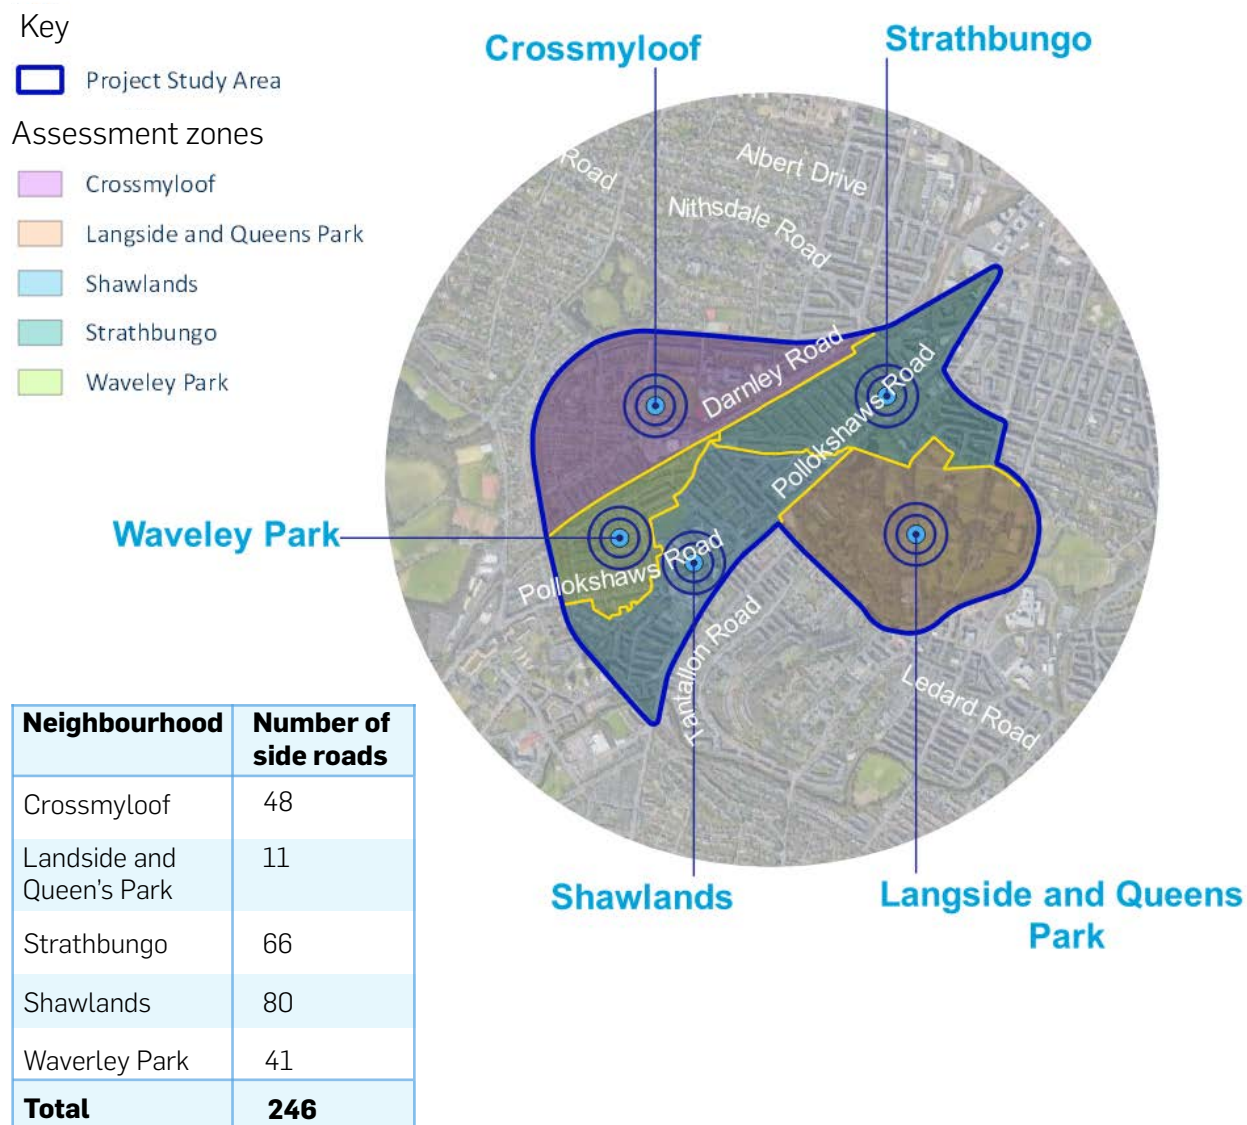 Key
Project Study Area
Assessment zones
Crossmyloof
Langside and Queens Park
Shawlands
Strathbungo
Waveley Park
Crossmyloof
Strathbungo
Road
Albert Drive
Nithsdale Road
Darnley Road
Pollokshaws Road
Waveley Park
Pollokshaws Road
Tantallon Road
Ledard Road
Shawlands
Langside and Queens
Park
Neighbourhood Number of
side roads
Crossmyloof 48
Landside and 11
Queen's Park
Strathbungo 66
Shawlands 80
Waverley Park 41
Total 246